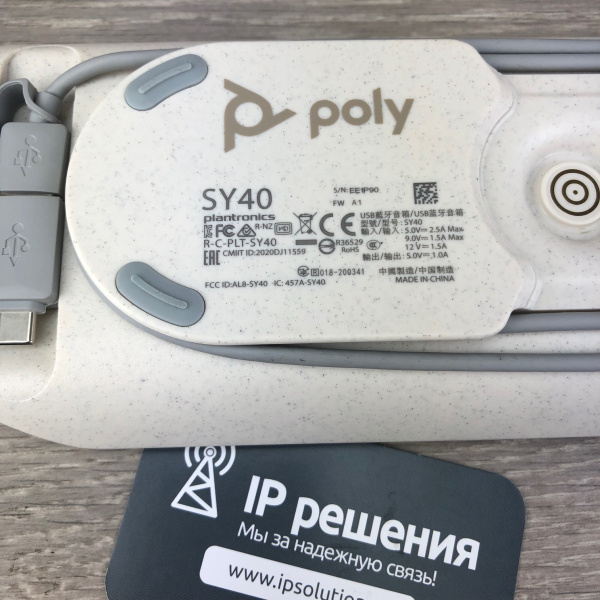 poly
SY40
S/N: EE1P90
FW A1
plantronics
R-NZ
R-C-PLT-SY40
CMIIT ID:2020DJ11559
R36529
RoHS
USB藍牙音箱/USB蓝牙音箱
型號/型号: SY40
輸入/输入: 5.0V⎓ 2.5A Max
9.0V⎓ 1.5A Max
12 V⎓ 1.5A
輸出/输出: 5.0V⎓ 1.0A
018-200341
FCC ID:AL8-SY40 ·IC: 457A-SY40
中國製造/中国制造
MADE IN CHINA
IP решения
Мы за надежную связь!
www.ipsolutio